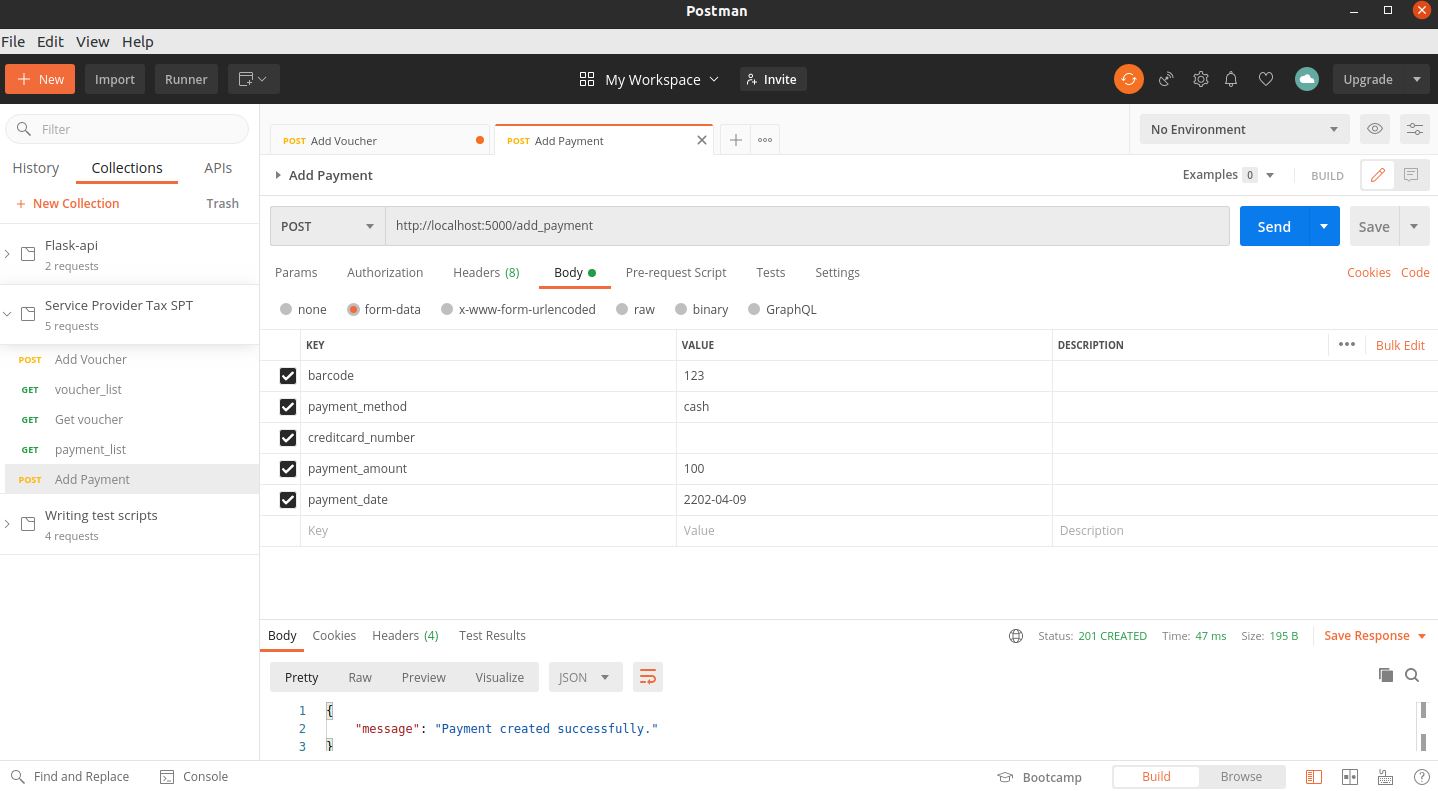 Postman
File Edit View Help
New Import Runner My Workspace Invite Upgrade
Filter
History Collections APIs
New Collection Trash
Flask-api
2 requests
Service Provider Tax SPT
5 requests
POST Add Voucher
GET voucher_list
GET Get voucher
GET payment_list
POST Add Payment
Writing test scripts
4 requests
POST Add Voucher POST Add Payment No Environment
Add Payment Examples 0 BUILD
POST http://localhost:5000/add_payment Send Save
Params Authorization Headers (8) Body Pre-request Script Tests Settings Cookies Code
none form-data x-www-form-urlencoded raw binary GraphQL
KEY VALUE DESCRIPTION Bulk Edit
barcode 123
payment_method cash
creditcard_number
payment_amount 100
payment_date 2202-04-09
Key Value Description
Body Cookies Headers (4) Test Results Status: 201 CREATED Time: 47 ms Size: 195 B Save Response
Pretty Raw Preview Visualize JSON
1 {
2 "message": "Payment created successfully."
3 }
Find and Replace Console Bootcamp Build Browse